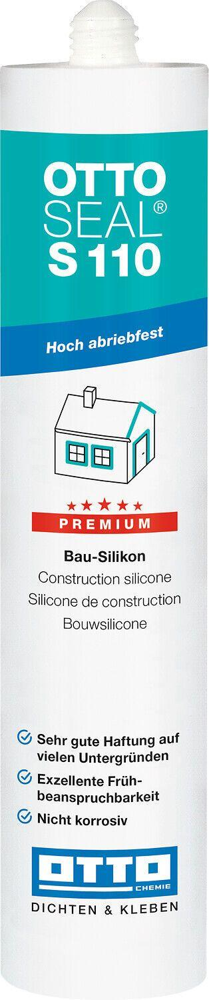 OTTO
SEAL®
S 110
Hoch abriebfest
PREMIUM
Bau-Silikon
Construction silicone
Silicone de construction
Bouwsilicone
Sehr gute Haftung auf
vielen Untergründen
Exzellente Früh-
beanspruchbarkeit
Nicht korrosiv
OTTO
CHEMIE
DICHTEN & KLEBEN